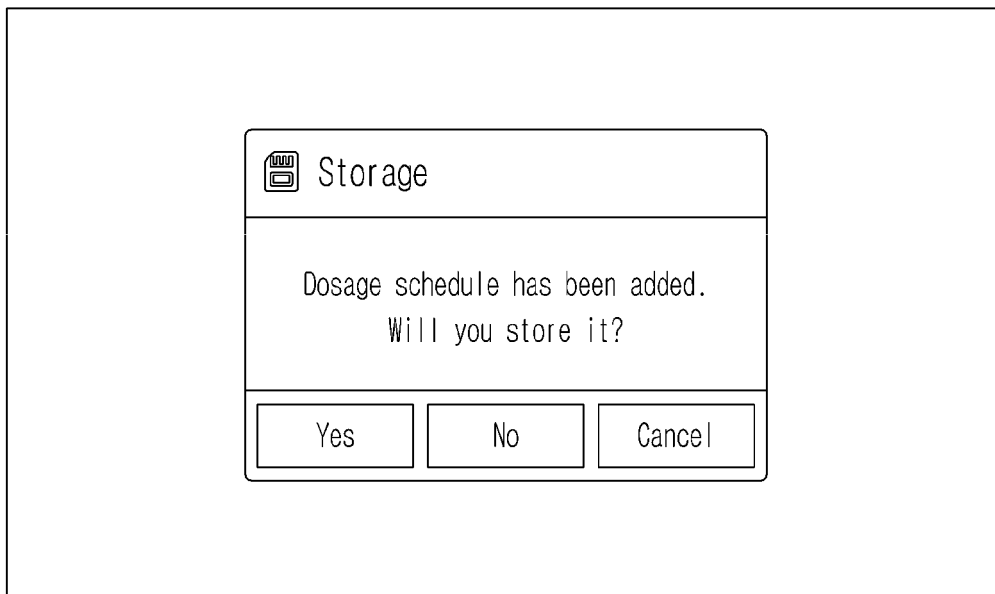 Storage
Dosage schedule has been added.
Will you store it?
Yes No Cancel